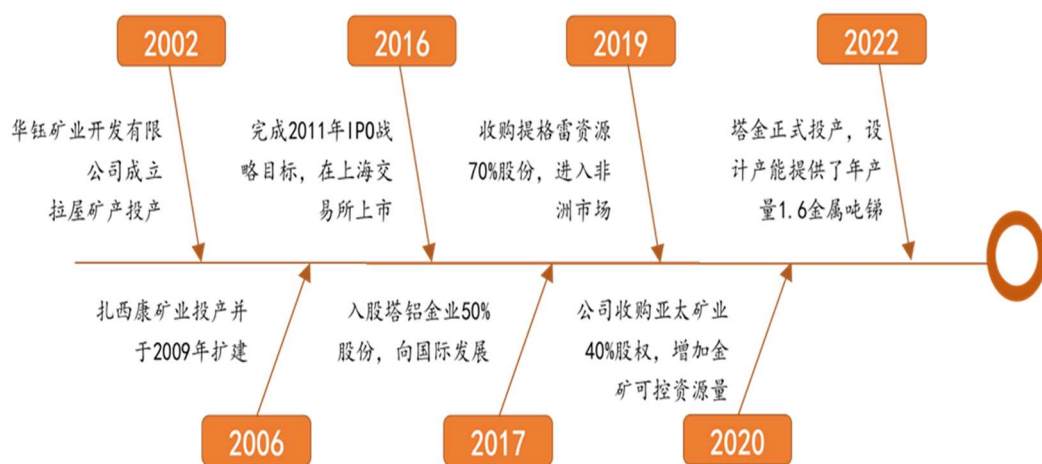 2002
2016
2019
2022
华钰矿业开发有限
公司成立
拉屋矿产投产
完成2011年IPO战
略目标，在上海交
易所上市
收购提格雷资源
70%股份，进入非
洲市场
塔金正式投产，设
计产能提供了年产
量1.6金属吨锑
扎西康矿业投产并
于2009年扩建
入股塔铝金业50%
股份，向国际发展
公司收购亚太矿业
40%股权，增加金
矿可控资源量
2006
2017
2020